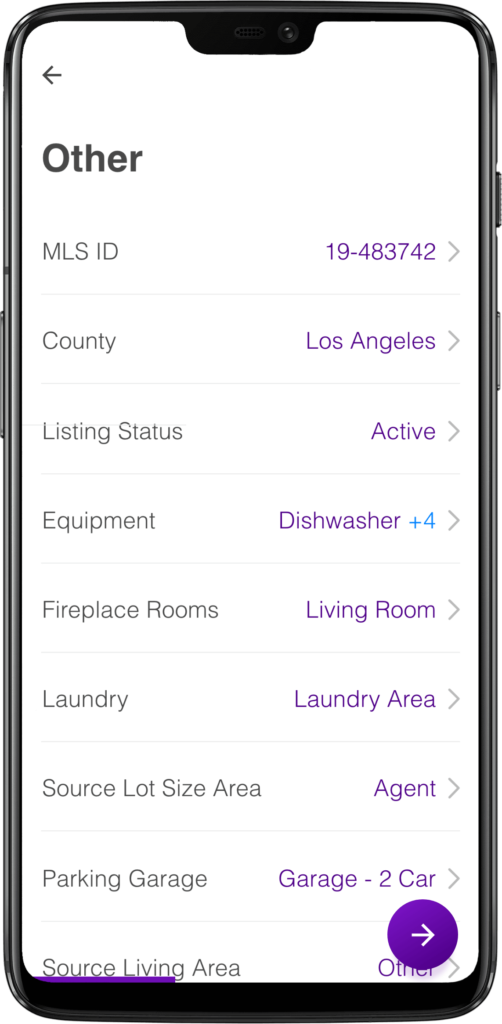 Other
MLS ID 19-483742
County Los Angeles
Listing Status Active
Equipment Dishwasher +4
Fireplace Rooms Living Room
Laundry Laundry Area
Source Lot Size Area Agent
Parking Garage Garage - 2 Car
Source Living Area Other